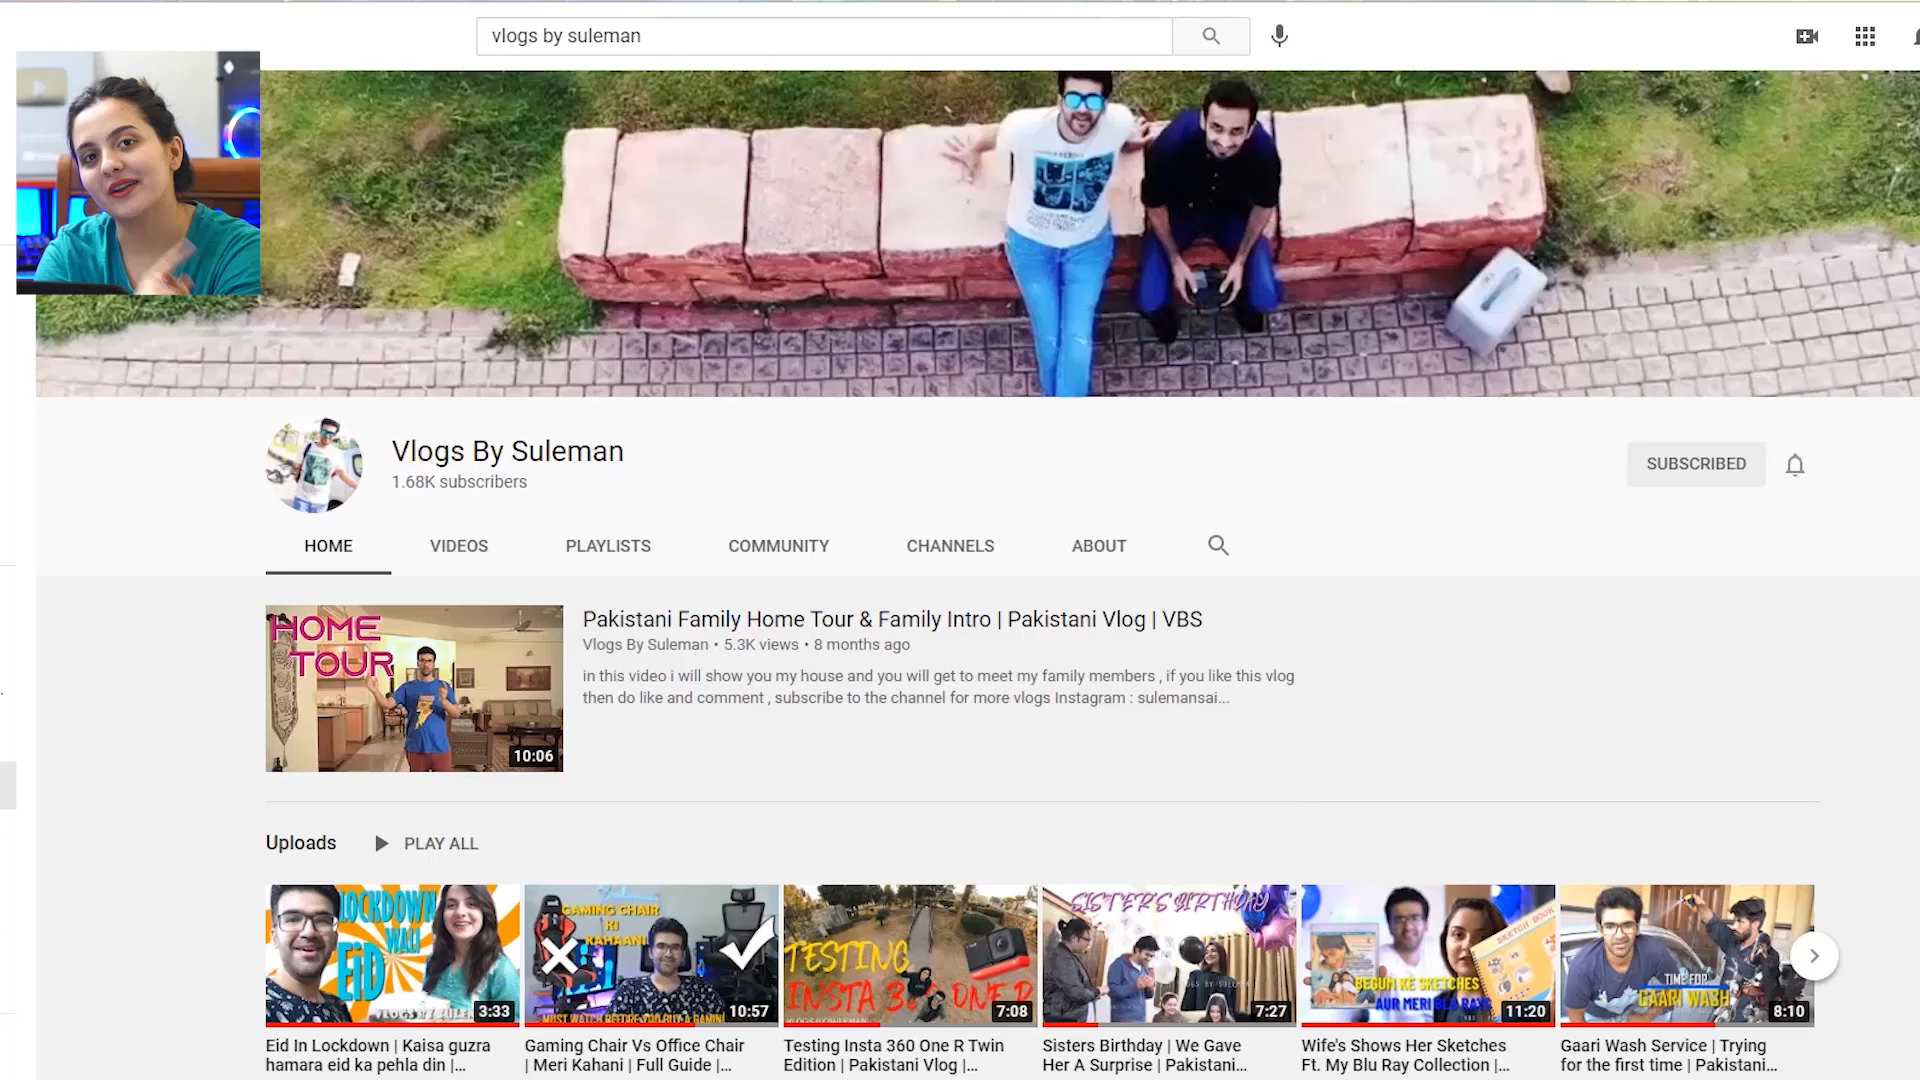 vlogs by suleman
Vlogs By Suleman
1.68K subscribers
SUBSCRIBED
HOME
VIDEOS
PLAYLISTS
COMMUNITY
CHANNELS
ABOUT
HOME
TOUR
10:06
Pakistani Family Home Tour & Family Intro | Pakistani Vlog | VBS
Vlogs By Suleman • 5.3K views • 8 months ago
in this video i will show you my house and you will get to meet my family members , if you like this vlog
then do like and comment , subscribe to the channel for more vlogs Instagram : sulemansai...
Uploads
PLAY ALL
LOCKDOWN
WALI
EiD
3:33
Eid In Lockdown | Kaisa guzra
hamara eid ka pehla din |...
GAMING CHAIR
KI
KAHAANI
10:57
Gaming Chair Vs Office Chair
| Meri Kahani | Full Guide |...
TESTING
INSTA 360 ONE R
7:08
Testing Insta 360 One R Twin
Edition | Pakistani Vlog |...
SISTER'S BIRTHDAY
7:27
Sisters Birthday | We Gave
Her A Surprise | Pakistani...
SKETCH BOOK
BEGUM KE SKETCHES
AUR MERI BLU RAYS
11:20
Wife's Shows Her Sketches
Ft. My Blu Ray Collection |...
TIME FOR
GAARI WASH
8:10
Gaari Wash Service | Trying
for the first time | Pakistani...